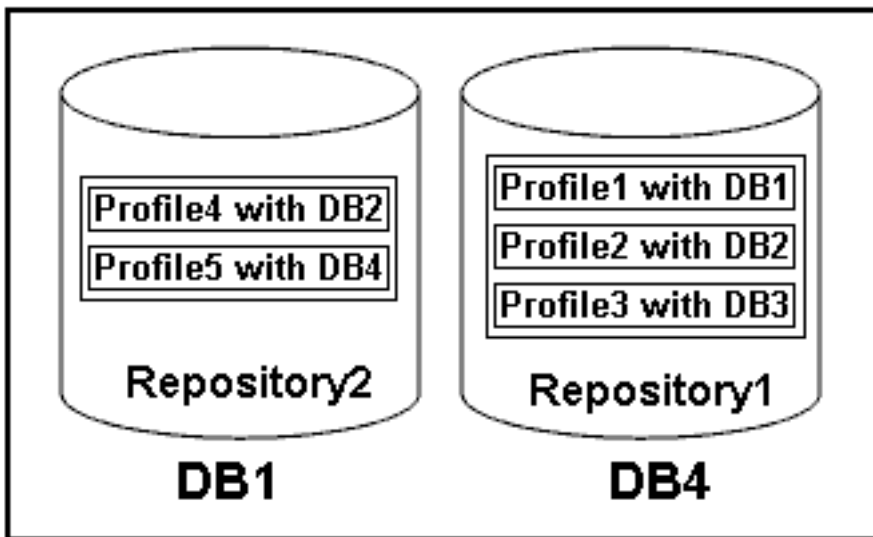 Profile4 with DB2
Profile5 with DB4
Repository2
DB1
Profile1 with DB1
Profile2 with DB2
Profile3 with DB3
Repository1
DB4